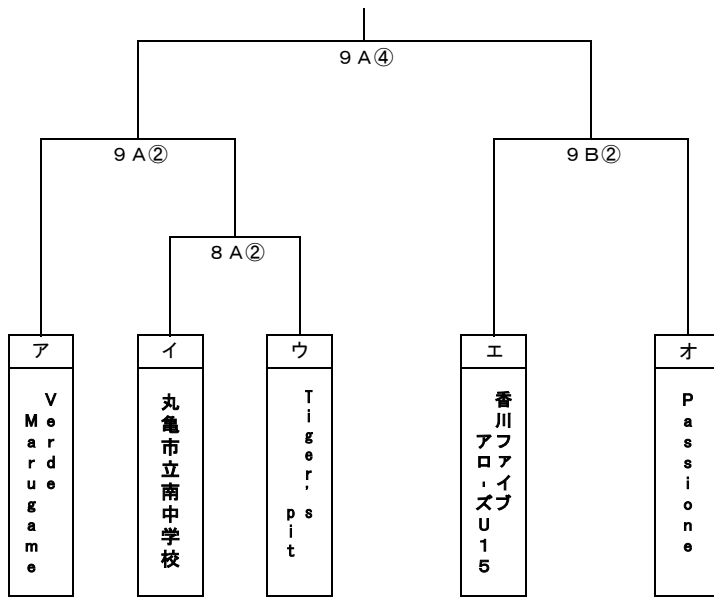 ９Ａ④
９Ａ②
９Ｂ②
８Ａ②
ア
イ
ウ
エ
オ
Ｖｅｒｄｅ
Ｍａｒｕｇａｍｅ
丸亀市立南中学校
Ｔｉｇｅｒ’ｓ
ｐｉｔ
香川ファイブ
アローズＵ１５
Ｐａｓｓｉｏｎｅ